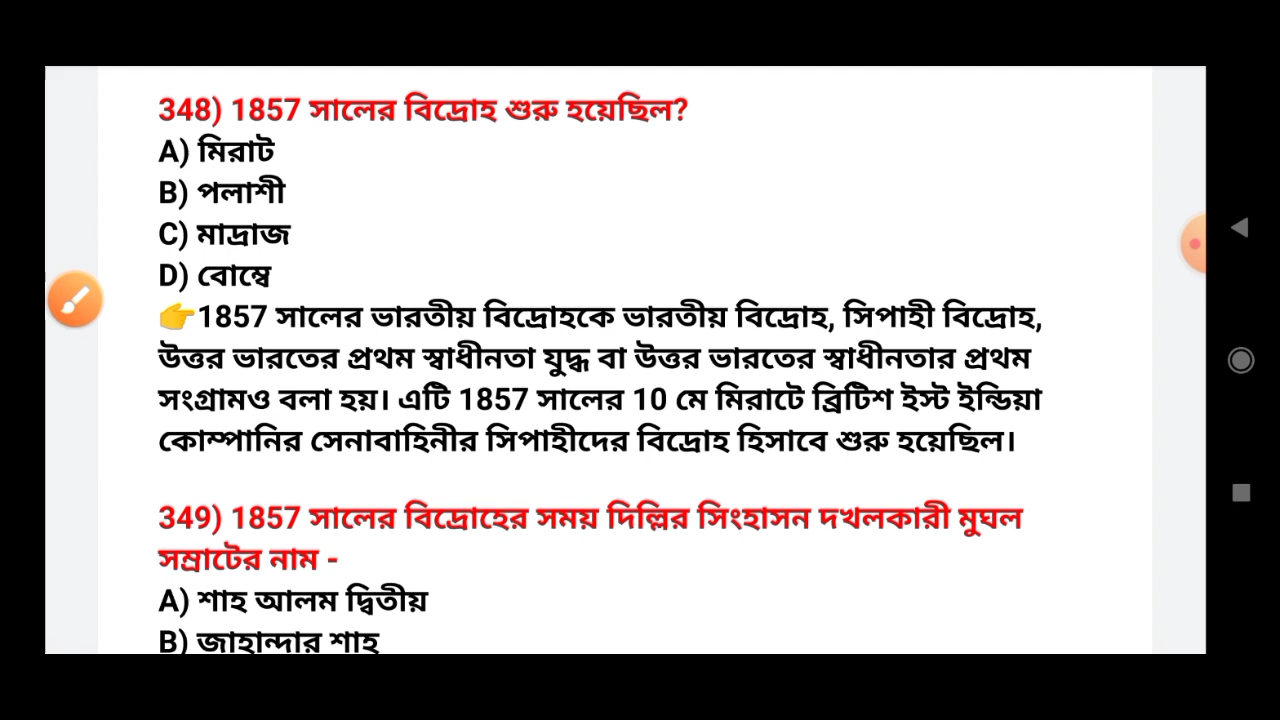 348) 1857 সালের বিদ্রোহ শুরু হয়েছিল?
A) মিরাট
B) পলাশী
C) মাদ্রাজ
D) বোম্বে
👉1857 সালের ভারতীয় বিদ্রোহকে ভারতীয় বিদ্রোহ, সিপাহী বিদ্রোহ,
উত্তর ভারতের প্রথম স্বাধীনতা যুদ্ধ বা উত্তর ভারতের স্বাধীনতার প্রথম
সংগ্রামও বলা হয়। এটি 1857 সালের 10 মে মিরাটে ব্রিটিশ ইস্ট ইন্ডিয়া
কোম্পানির সেনাবাহিনীর সিপাহীদের বিদ্রোহ হিসাবে শুরু হয়েছিল।
349) 1857 সালের বিদ্রোহের সময় দিল্লির সিংহাসন দখলকারী মুঘল
সম্রাটের নাম -
A) শাহ আলম দ্বিতীয়
B) জাহান্দার শাহ